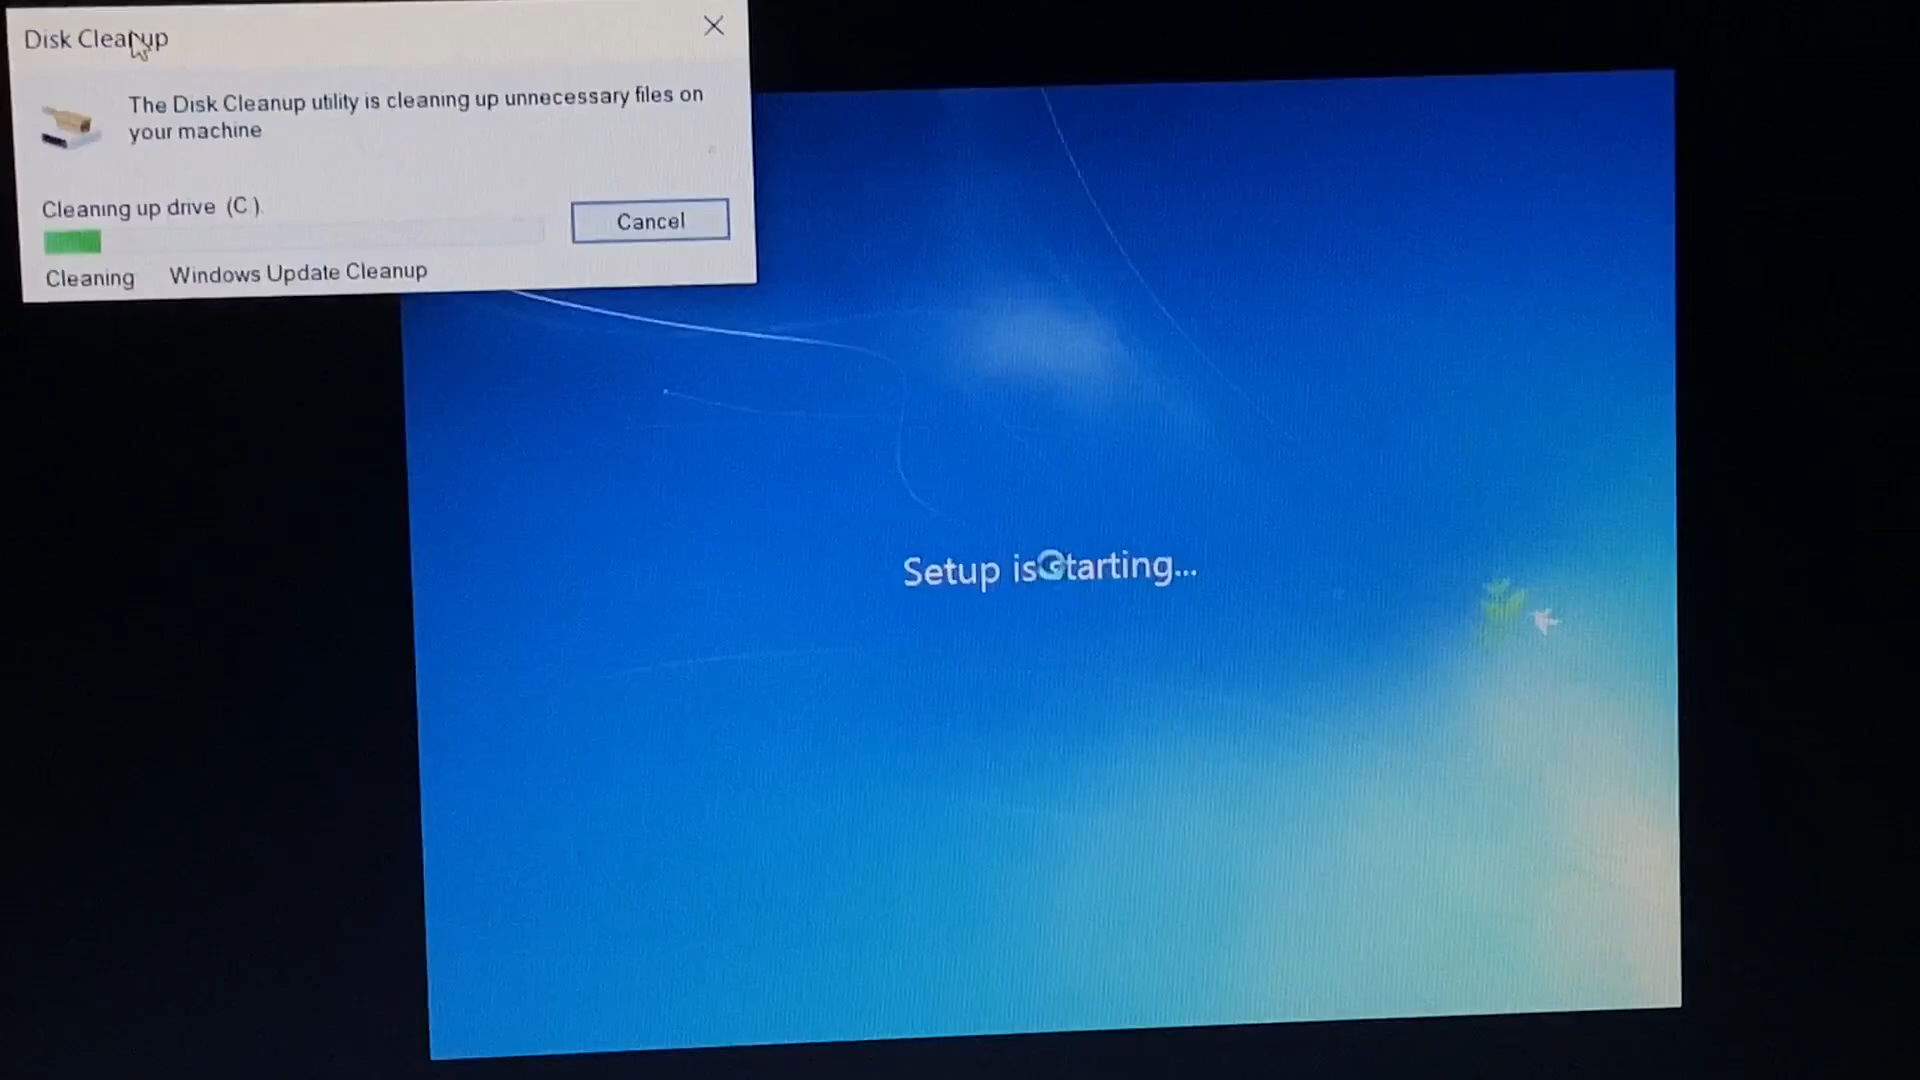 Disk Cleanup
The Disk Cleanup utility is cleaning up unnecessary files on
your machine
Cleaning up drive (C:).
Cancel
Cleaning Windows Update Cleanup
Setup is starting...